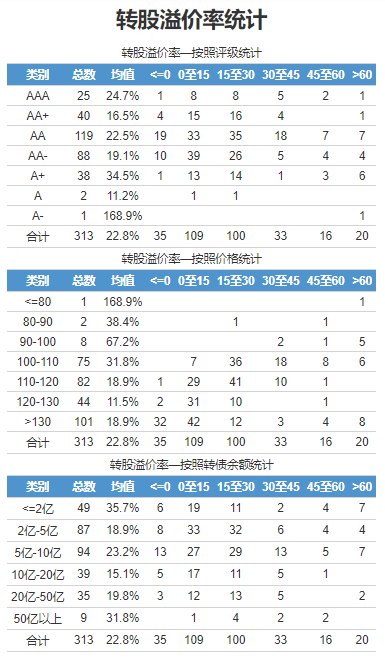 转股溢价率统计
转股溢价率—按照评级统计
类别 总数 均值 <=0 0至15 15至30 30至45 45至60 >60
AAA 25 24.7% 1 8 8 5 2 1
AA+ 40 16.5% 4 15 16 4 1
AA 119 22.5% 19 33 35 18 7 7
AA- 88 19.1% 10 39 26 5 4 4
A+ 38 34.5% 1 13 14 1 3 6
A 2 11.2% 1 1
A- 1 168.9% 1
合计 313 22.8% 35 109 100 33 16 20
转股溢价率—按照价格统计
类别 总数 均值 <=0 0至15 15至30 30至45 45至60 >60
<=80 1 168.9% 1
80-90 2 38.4% 1 1
90-100 8 67.2% 2 1 5
100-110 75 31.8% 7 36 18 8 6
110-120 82 18.9% 1 29 41 10 1
120-130 44 11.5% 2 31 10 1
>130 101 18.9% 32 42 12 3 4 8
合计 313 22.8% 35 109 100 33 16 20
转股溢价率—按照转债余额统计
类别 总数 均值 <=0 0至15 15至30 30至45 45至60 >60
<=2亿 49 35.7% 6 19 11 2 4 7
2亿-5亿 87 18.9% 8 33 32 6 4 4
5亿-10亿 94 23.2% 13 27 29 13 5 7
10亿-20亿 39 15.1% 5 17 11 5 1
20亿-50亿 35 19.8% 3 12 13 5 2
50亿以上 9 31.8% 1 4 2 2
合计 313 22.8% 35 109 100 33 16 20